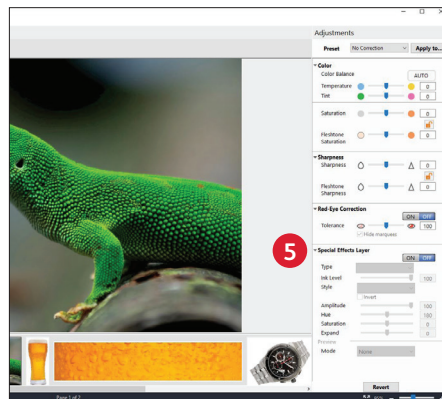 Adjustments
Preset No Correction Apply to...
Color
Color Balance AUTO
Temperature 0
Tint 0
Saturation 0
Fleshtone Saturation 0
Sharpness
Sharpness 0
Fleshtone Sharpness 0
Red-Eye Correction
ON OFF
Tolerance 100
Hide marquees
5
Special Effects Layer
ON OFF
Type
Ink Level 100
Style
Invert
Amplitude 100
Hue 180
Saturation 0
Expand 0
Preview
Mode None
Revert
Page 1 of 2